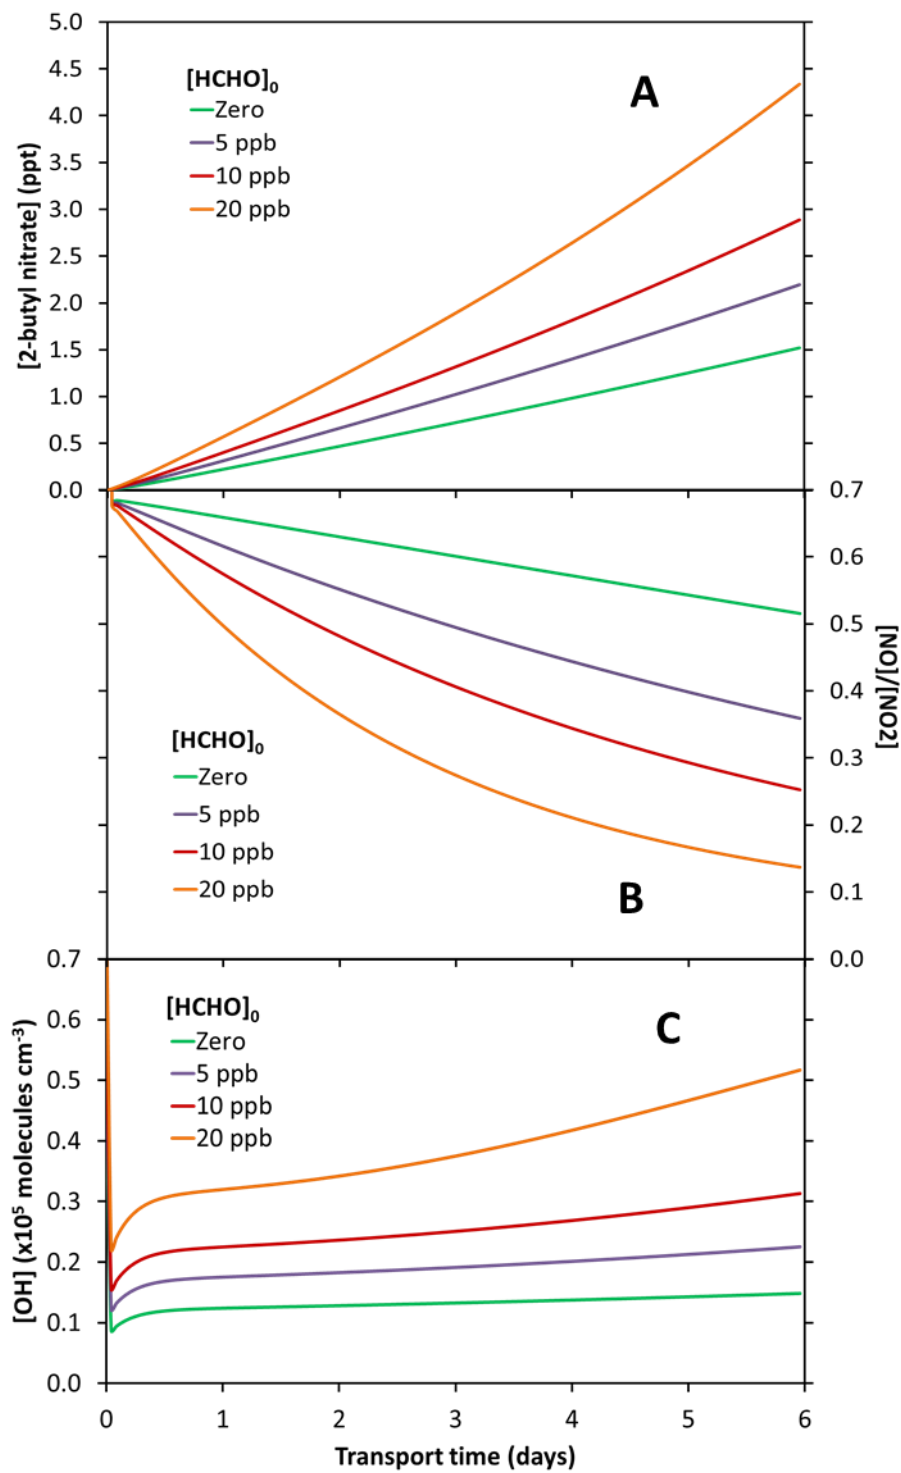 5.0
4.5
4.0
3.5
3.0
2.5
2.0
1.5
1.0
0.5
0.0
[2-butyl nitrate] (ppt)
[HCHO]₀
Zero
5 ppb
10 ppb
20 ppb
A
0.7
0.6
0.5
0.4
0.3
0.2
0.1
0.0
[NO]/[NO2]
[HCHO]₀
Zero
5 ppb
10 ppb
20 ppb
B
0.7
0.6
0.5
0.4
0.3
0.2
0.1
0.0
[OH] (x10⁵ molecules cm⁻³)
[HCHO]₀
Zero
5 ppb
10 ppb
20 ppb
C
0 1 2 3 4 5 6
Transport time (days)